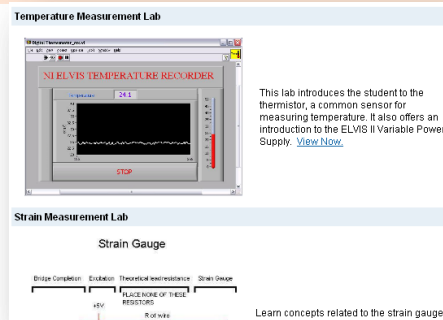 Temperature Measurement Lab
NI ELVIS TEMPERATURE RECORDER
temperature 24.1
STOP
This lab introduces the student to the
thermistor, a common sensor for
measuring temperature. It also offers an
introduction to the ELVIS II Variable Power
Supply. View Now.
Strain Measurement Lab
Strain Gauge
Bridge Completion Excitation Theoretical lead resistance Strain Gauge
PLACE NONE OF THESE
RESISTORS
+5V
R of wire
Learn concepts related to the strain gauge